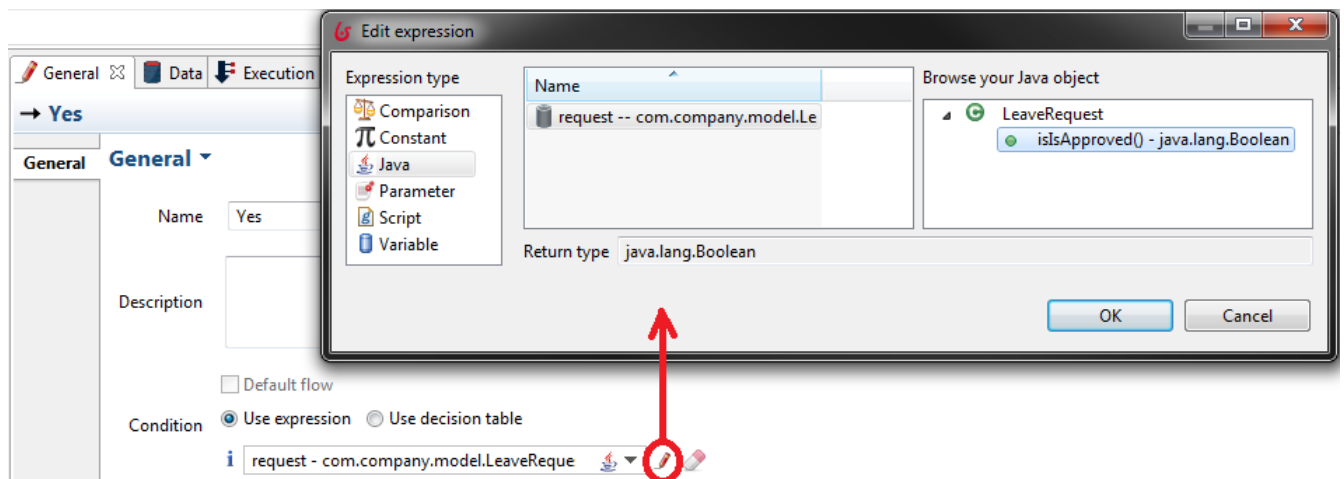 Edit expression
General
Data
Execution
Expression type
Name
Browse your Java object
Comparison
request -- com.company.model.Le
LeaveRequest
→ Yes
Constant
isIsApproved() - java.lang.Boolean
General
General
Java
Parameter
Name
Yes
Script
Variable
Return type
java.lang.Boolean
Description
OK
Cancel
Default flow
Condition
Use expression
Use decision table
i request - com.company.model.LeaveReque